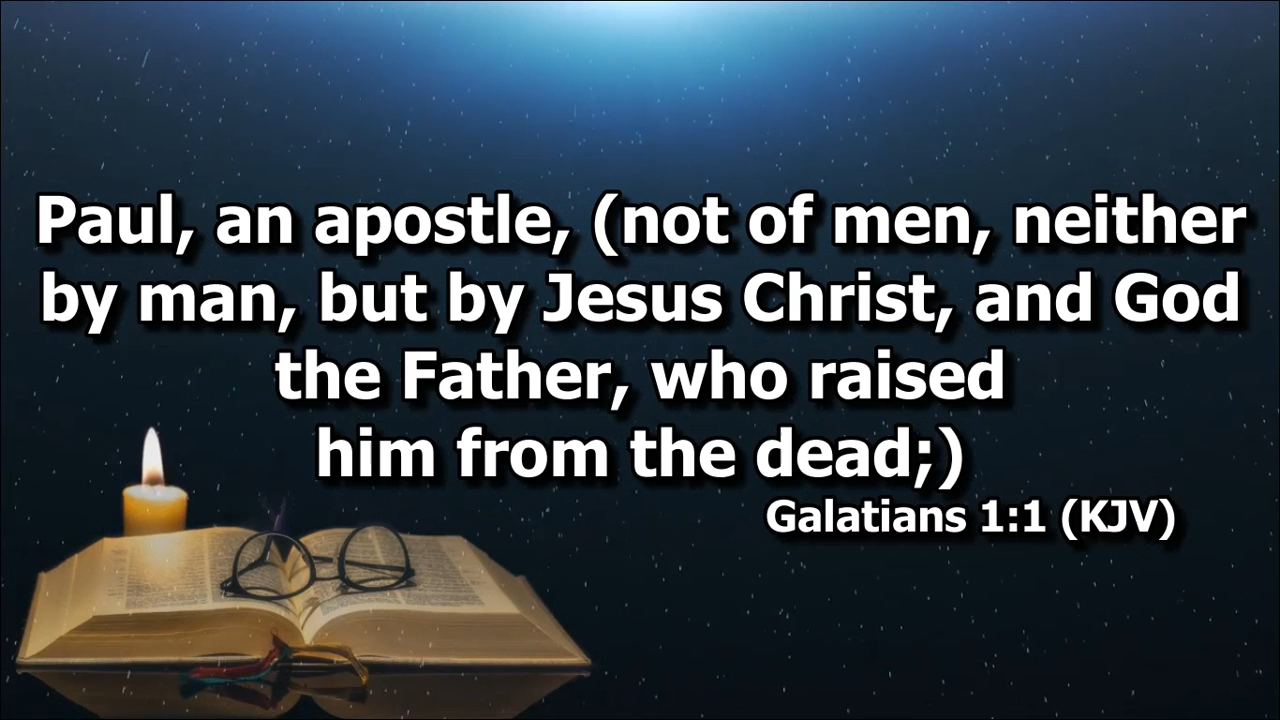 Paul, an apostle, (not of men, neither
by man, but by Jesus Christ, and God
the Father, who raised
him from the dead;)
Galatians 1:1 (KJV)